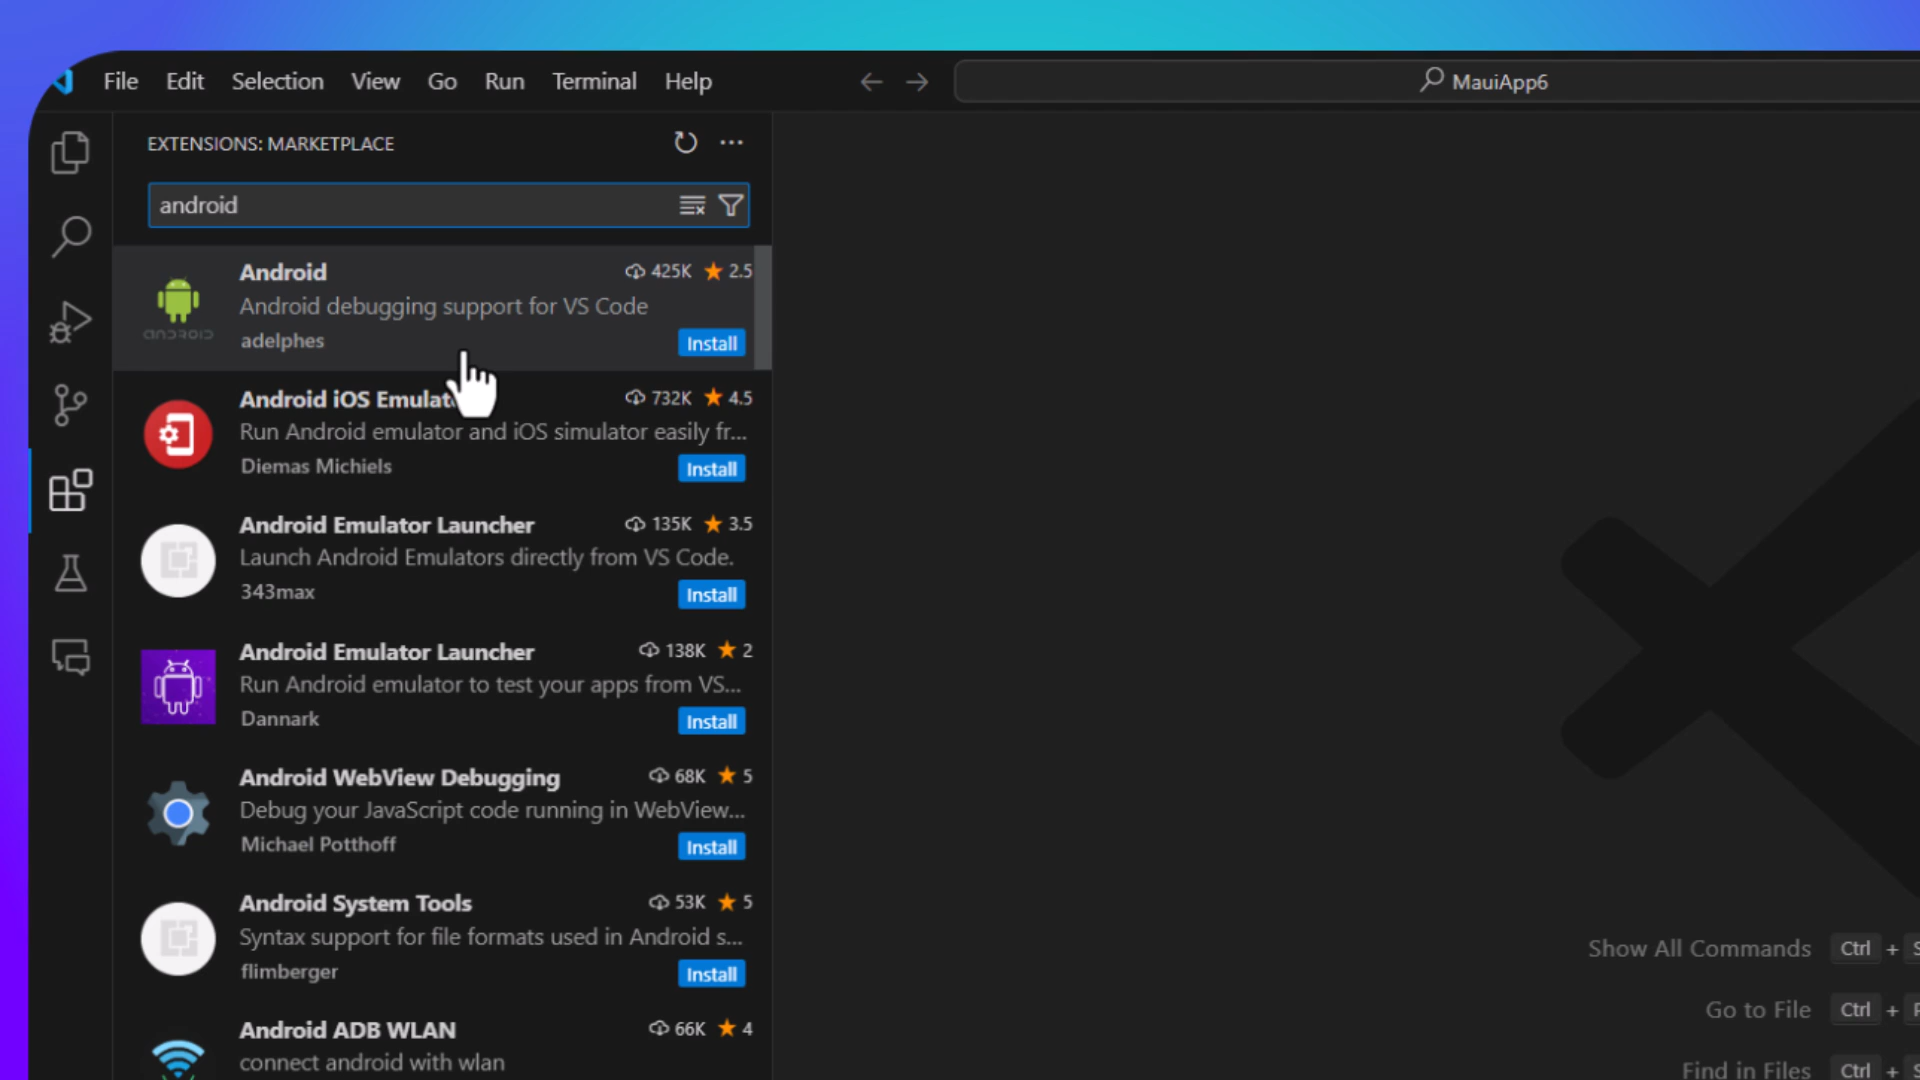 File Edit Selection View Go Run Terminal Help
MauiApp6
EXTENSIONS: MARKETPLACE
android
Android 425K 2.5
Android debugging support for VS Code
adelphes Install
ANDROID
Android iOS Emulat 732K 4.5
Run Android emulator and iOS simulator easily fr...
Diemas Michiels Install
Android Emulator Launcher 135K 3.5
Launch Android Emulators directly from VS Code.
343max Install
Android Emulator Launcher 138K 2
Run Android emulator to test your apps from VS...
Dannark Install
Android WebView Debugging 68K 5
Debug your JavaScript code running in WebView...
Michael Potthoff Install
Android System Tools 53K 5
Syntax support for file formats used in Android s...
flimberger Install
Android ADB WLAN 66K 4
connect android with wlan
Show All Commands Ctrl +
Go to File Ctrl +
Find in Files Ctrl +